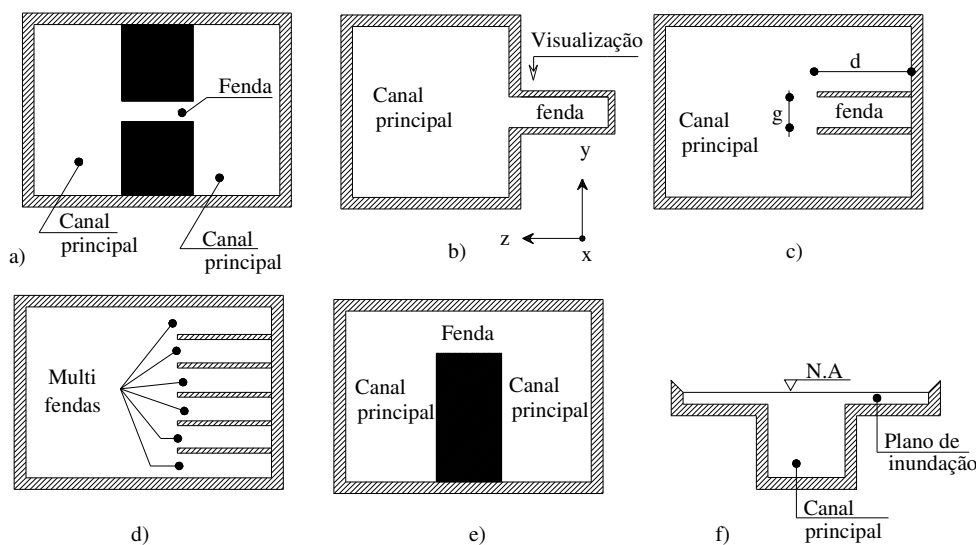 Fenda
Canal
principal
Canal
principal
a)
Visualização
Canal
principal
fenda
y
z
x
b)
d
g
fenda
Canal
principal
c)
Multi
fendas
d)
Fenda
Canal
principal
Canal
principal
e)
N.A
Plano de
inundação
Canal
principal
f)